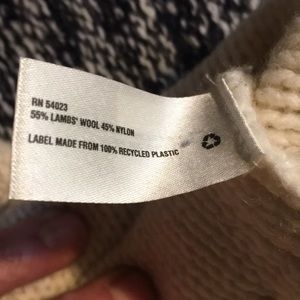 RN 54023
55% LAMBS' WOOL 45% NYLON
LABEL MADE FROM 100% RECYCLED PLASTIC